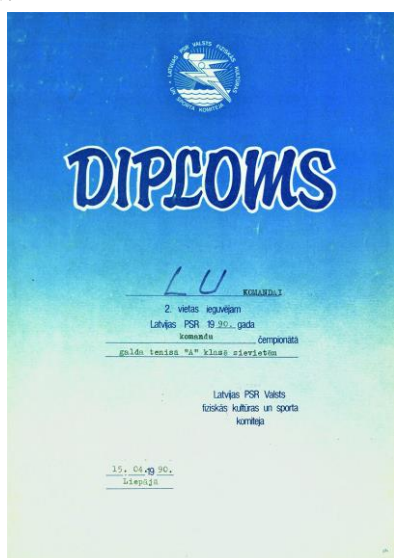 LATVIJAS PSR VALSTS FIZISKĀS KULTŪRAS UN SPORTA KOMITEJA
DIPLOMS
LU KOMANDAI
2. vietas ieguvējam
Latvijas PSR 19 90. gada
komandu čempionātā
galda tenisā "A" klasē sievietēm
Latvijas PSR Valsts
fiziskās kultūras un sporta
komiteja
15. 04. 19 90.
Liepājā